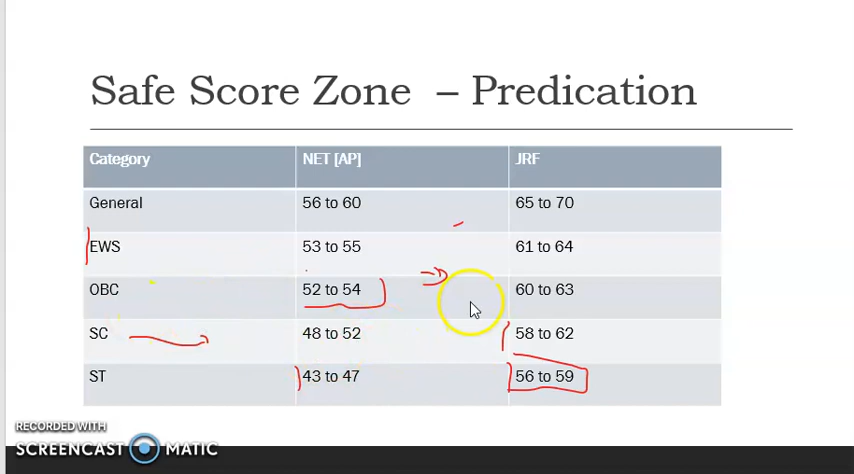 Safe Score Zone – Predication
Category NET [AP] JRF
General 56 to 60 65 to 70
EWS 53 to 55 61 to 64
OBC 52 to 54 60 to 63
SC 48 to 52 58 to 62
ST 43 to 47 56 to 59
RECORDED WITH
SCREENCAST MATIC